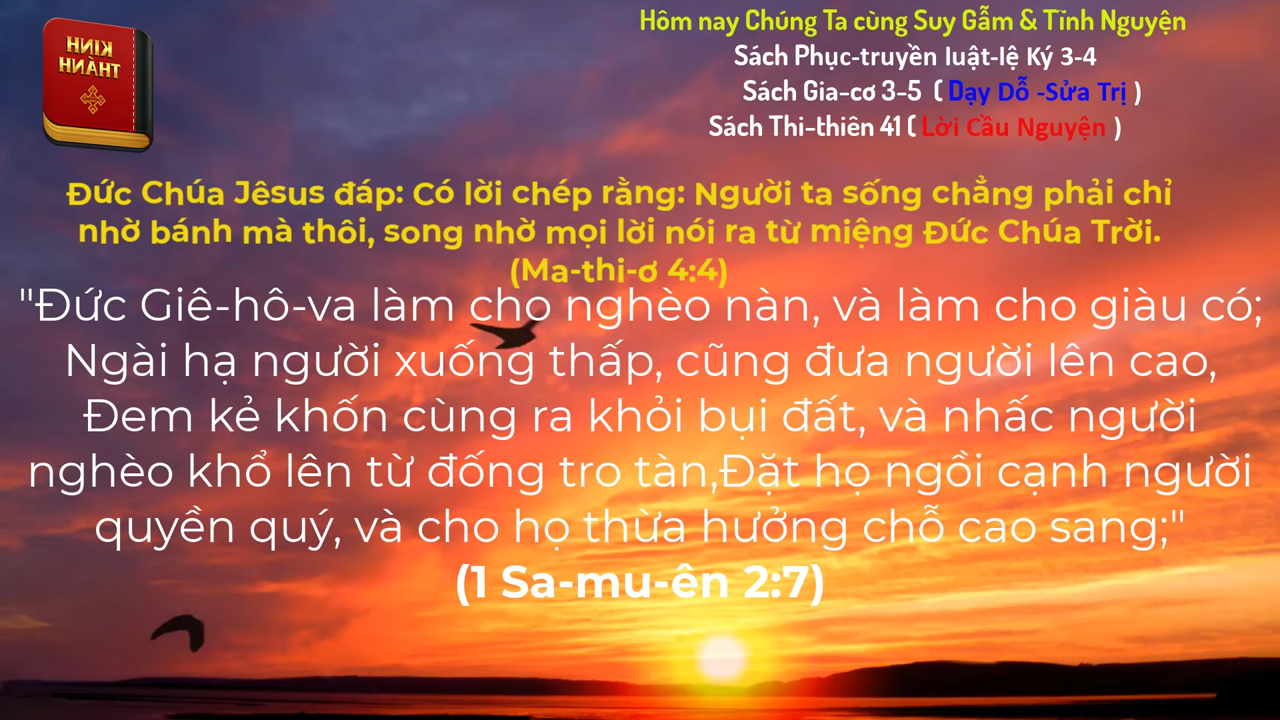 KINH
THÁNH
Hôm nay Chúng Ta cùng Suy Gẫm & Tĩnh Nguyện
Sách Phục-truyền luật-lệ Ký 3-4
Sách Gia-cơ 3-5 ( Dạy Dỗ -Sửa Trị )
Sách Thi-thiên 41 ( Lời Cầu Nguyện )
Đức Chúa Jêsus đáp: Có lời chép rằng: Người ta sống chẳng phải chỉ
nhờ bánh mà thôi, song nhờ mọi lời nói ra từ miệng Đức Chúa Trời.
(Ma-thi-ơ 4:4)
"Đức Giê-hô-va làm cho nghèo nàn, và làm cho giàu có;
Ngài hạ người xuống thấp, cũng đưa người lên cao,
Đem kẻ khốn cùng ra khỏi bụi đất, và nhấc người
nghèo khổ lên từ đống tro tàn,Đặt họ ngồi cạnh người
quyền quý, và cho họ thừa hưởng chỗ cao sang;"
(1 Sa-mu-ên 2:7)